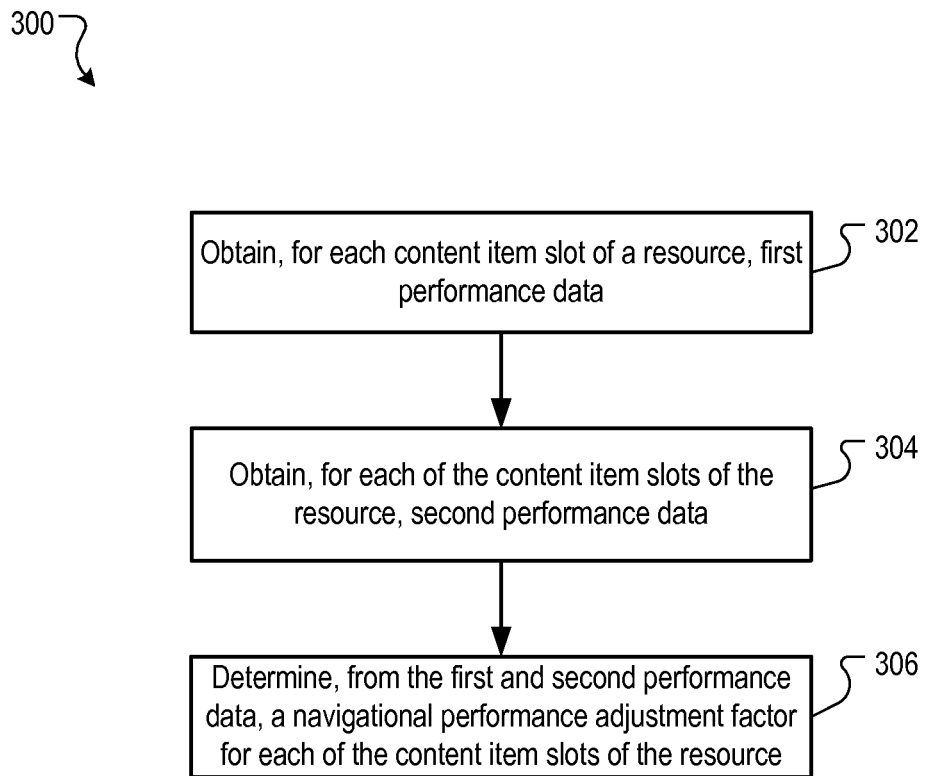 300
Obtain, for each content item slot of a resource, first
performance data
302
Obtain, for each of the content item slots of the
resource, second performance data
304
Determine, from the first and second performance
data, a navigational performance adjustment factor
for each of the content item slots of the resource
306